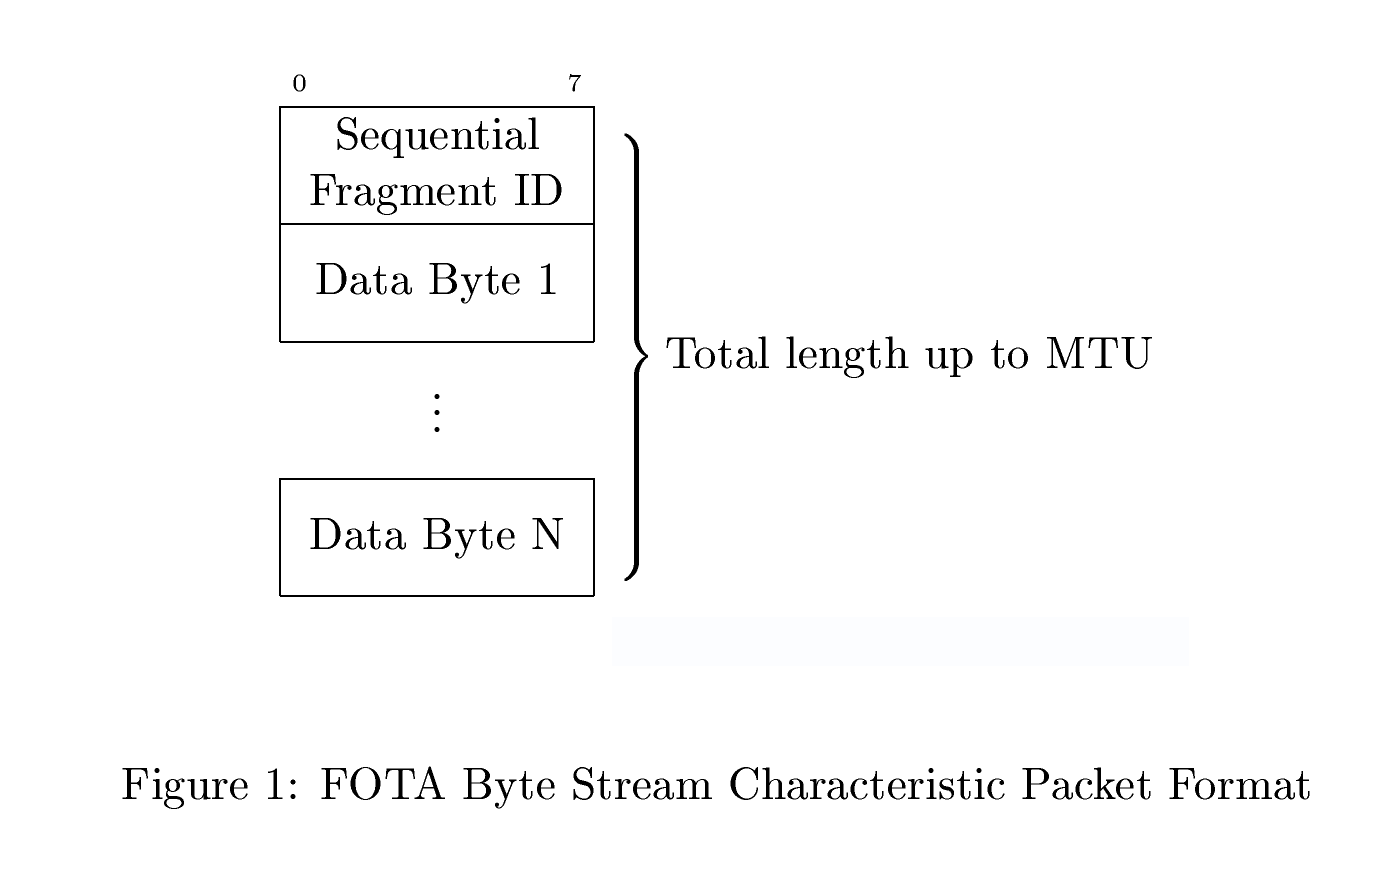 0 7
Sequential
Fragment ID
Data Byte 1
Total length up to MTU
⋮
Data Byte N
Figure 1: FOTA Byte Stream Characteristic Packet Format